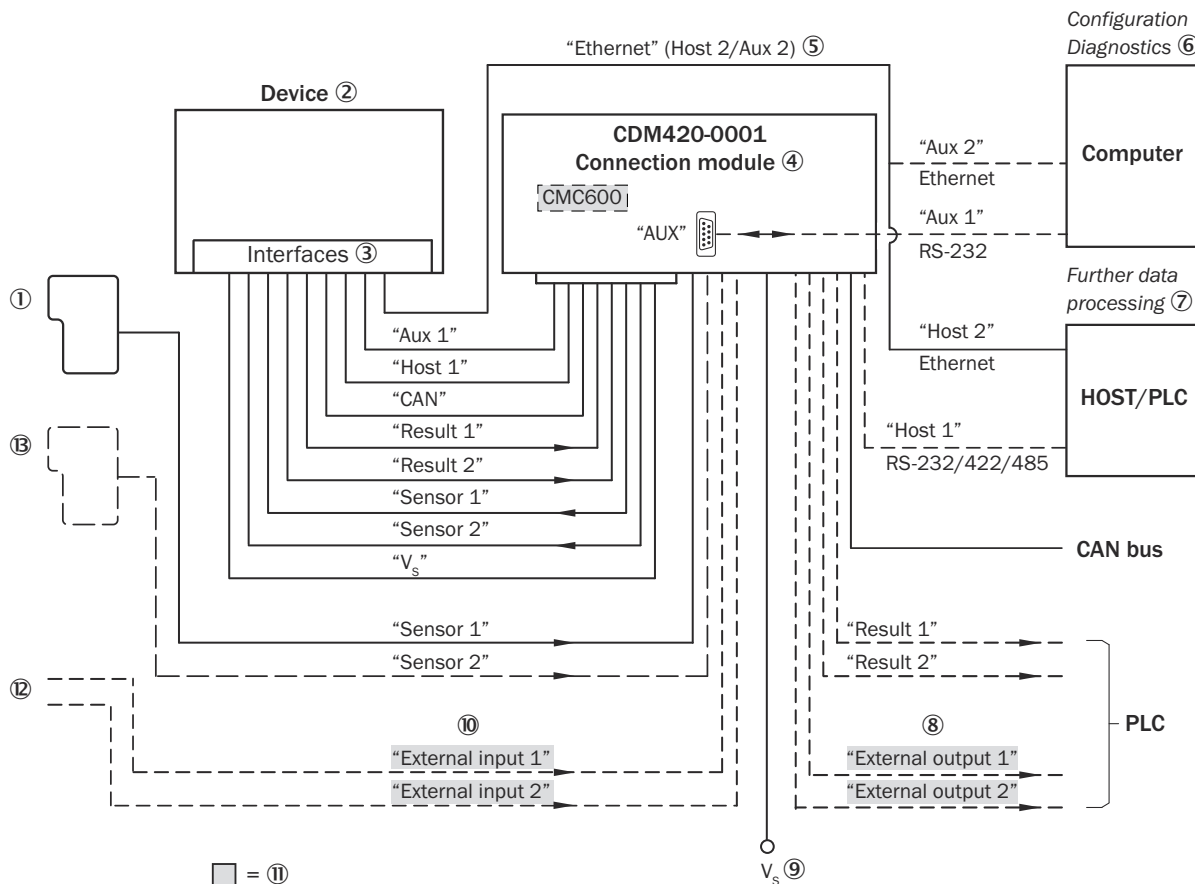 Configuration
Diagnostics ⑥
“Ethernet” (Host 2/Aux 2) ⑤
Device ②
CDM420-0001
Connection module ④
CMC600
“AUX”
Interfaces ③
“Aux 2”
Ethernet
Computer
“Aux 1”
RS-232
Further data
processing ⑦
①
“Aux 1”
“Host 1”
“CAN”
“Result 1”
“Result 2”
“Sensor 1”
“Sensor 2”
“Vs”
“Host 2”
Ethernet
HOST/PLC
“Host 1”
RS-232/422/485
⑬
CAN bus
“Sensor 1”
“Sensor 2”
“Result 1”
“Result 2”
⑫
⑩
⑧
PLC
“External input 1”
“External input 2”
“External output 1”
“External output 2”
= ⑪
Vs ⑨